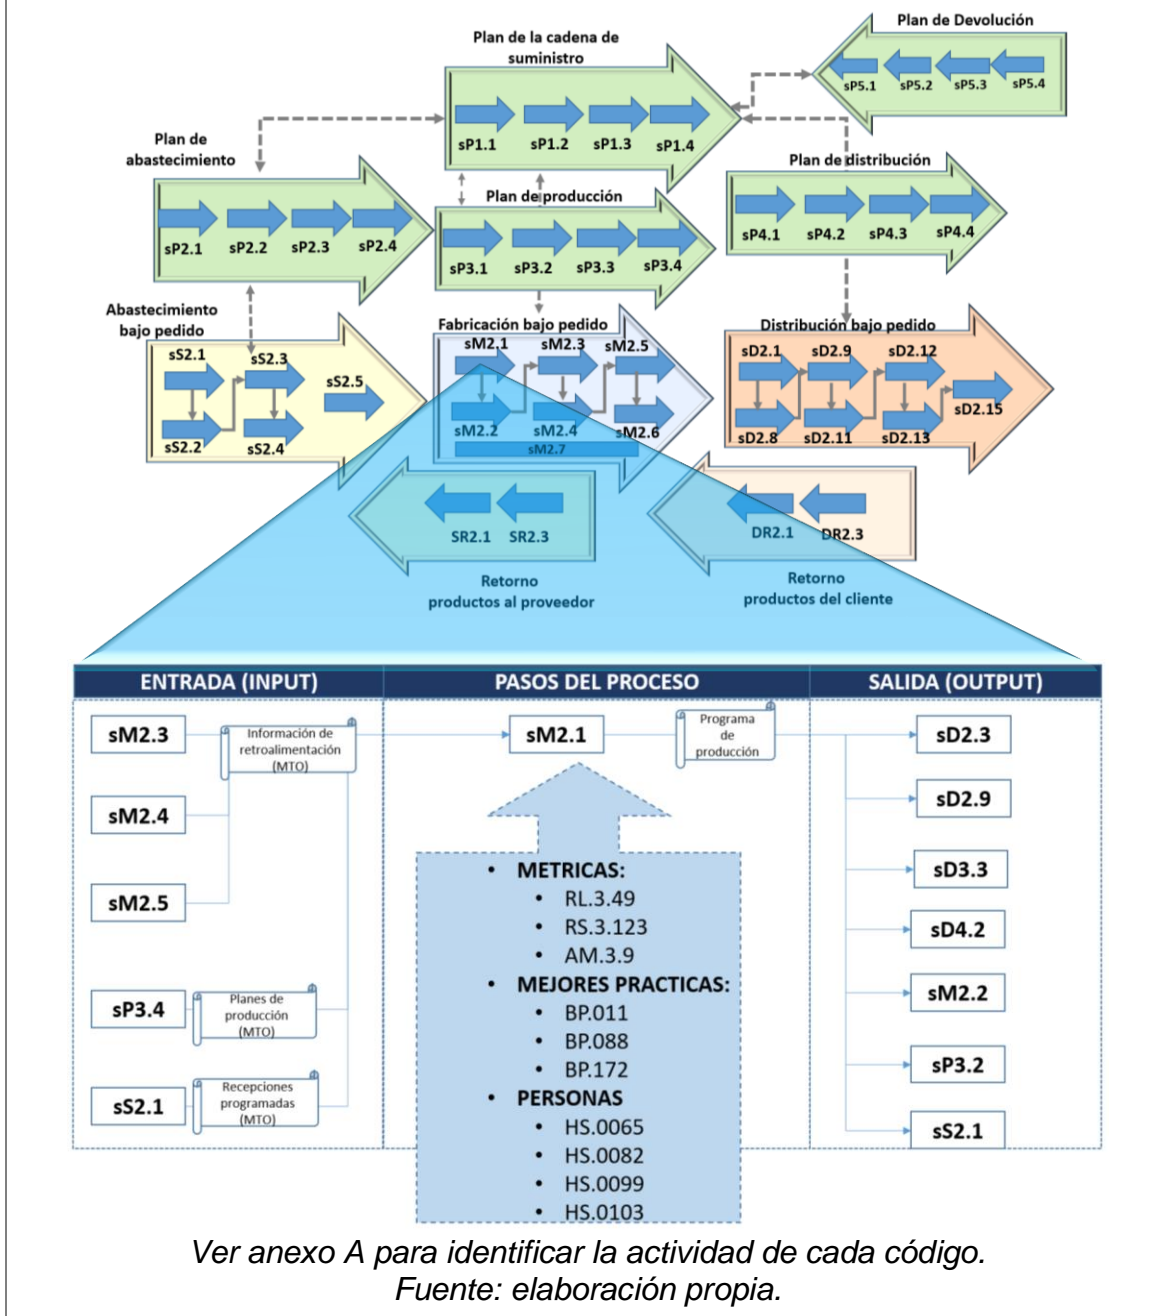 Plan de Devolución
sP5.1 sP5.2 sP5.3 sP5.4
Plan de la cadena de
suministro
sP1.1 sP1.2 sP1.3 sP1.4
Plan de
abastecimiento
sP2.1 sP2.2 sP2.3 sP2.4
Plan de producción
sP3.1 sP3.2 sP3.3 sP3.4
Plan de distribución
sP4.1 sP4.2 sP4.3 sP4.4
Abastecimiento
bajo pedido
sS2.1 sS2.3
sS2.5
sS2.2 sS2.4
Fabricación bajo pedido
sM2.1 sM2.3 sM2.5
sM2.2 sM2.4 sM2.6
sM2.7
Distribución bajo pedido
sD2.1 sD2.9 sD2.12
sD2.15
sD2.8 sD2.11 sD2.13
SR2.1 SR2.3
Retorno
productos al proveedor
DR2.1 DR2.3
Retorno
productos del cliente
ENTRADA (INPUT)
PASOS DEL PROCESO
SALIDA (OUTPUT)
sM2.3
Información de
retroalimentación
(MTO)
sM2.4
sM2.5
sP3.4
Planes de
producción
(MTO)
sS2.1
Recepciones
programadas
(MTO)
sM2.1
Programa
de
producción
• METRICAS:
• RL.3.49
• RS.3.123
• AM.3.9
• MEJORES PRACTICAS:
• BP.011
• BP.088
• BP.172
• PERSONAS
• HS.0065
• HS.0082
• HS.0099
• HS.0103
sD2.3
sD2.9
sD3.3
sD4.2
sM2.2
sP3.2
sS2.1
Ver anexo A para identificar la actividad de cada código.
Fuente: elaboración propia.